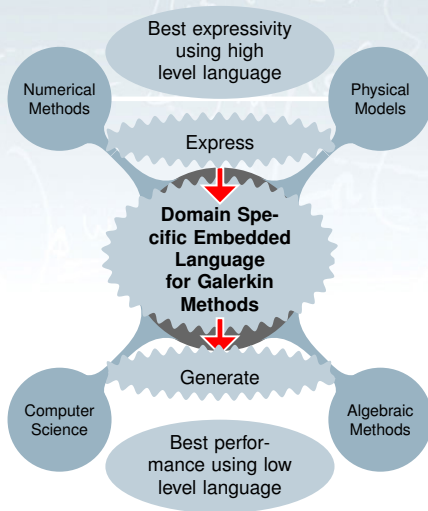 Best expressivity
using high
level language
Numerical
Methods
Physical
Models
Express
Domain Spe-
cific Embedded
Language
for Galerkin
Methods
Generate
Computer
Science
Algebraic
Methods
Best perfor-
mance using low
level language